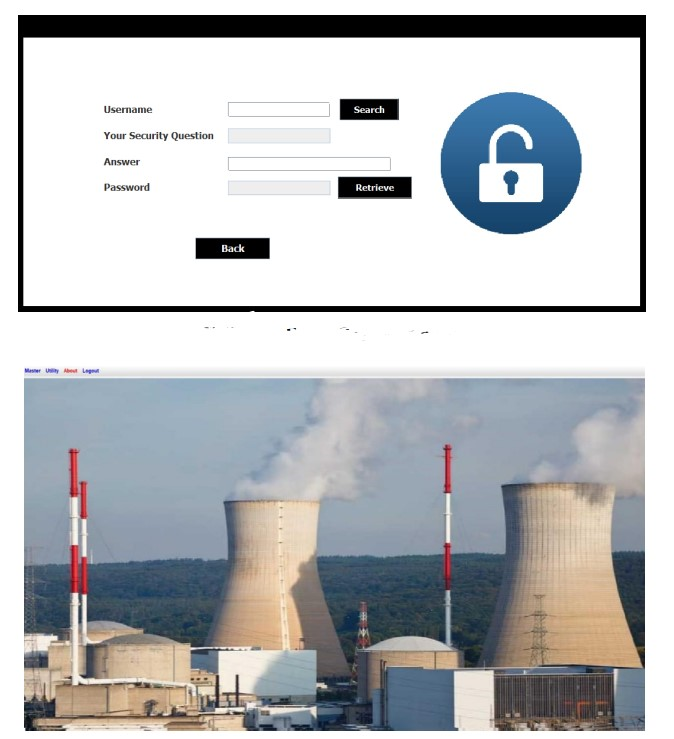 Username Search
Your Security Question
Answer
Password Retrieve
Back
Master Utility About Logout